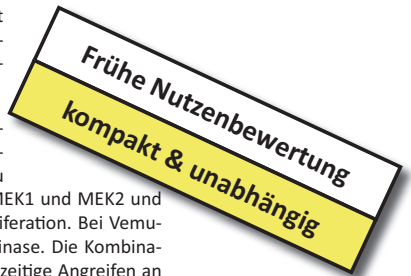 t
-
-
Frühe Nutzenbewertung
kompakt & unabhängig
-
-
u
MEK1 und MEK2 und
iferation. Bei Vemu-
inase. Die Kombina-
zeitige Angreifen an